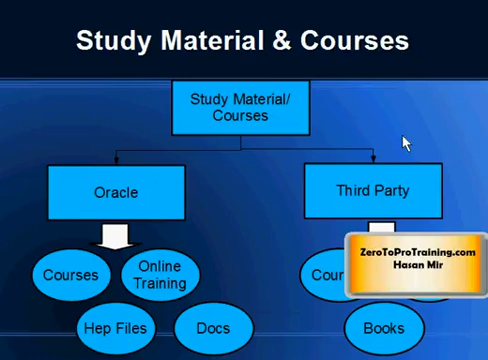 Study Material & Courses
Study Material/
Courses
Oracle
Third Party
ZeroToProTraining.com
Hasan Mir
Courses
Online
Training
Hep Files
Docs
Books